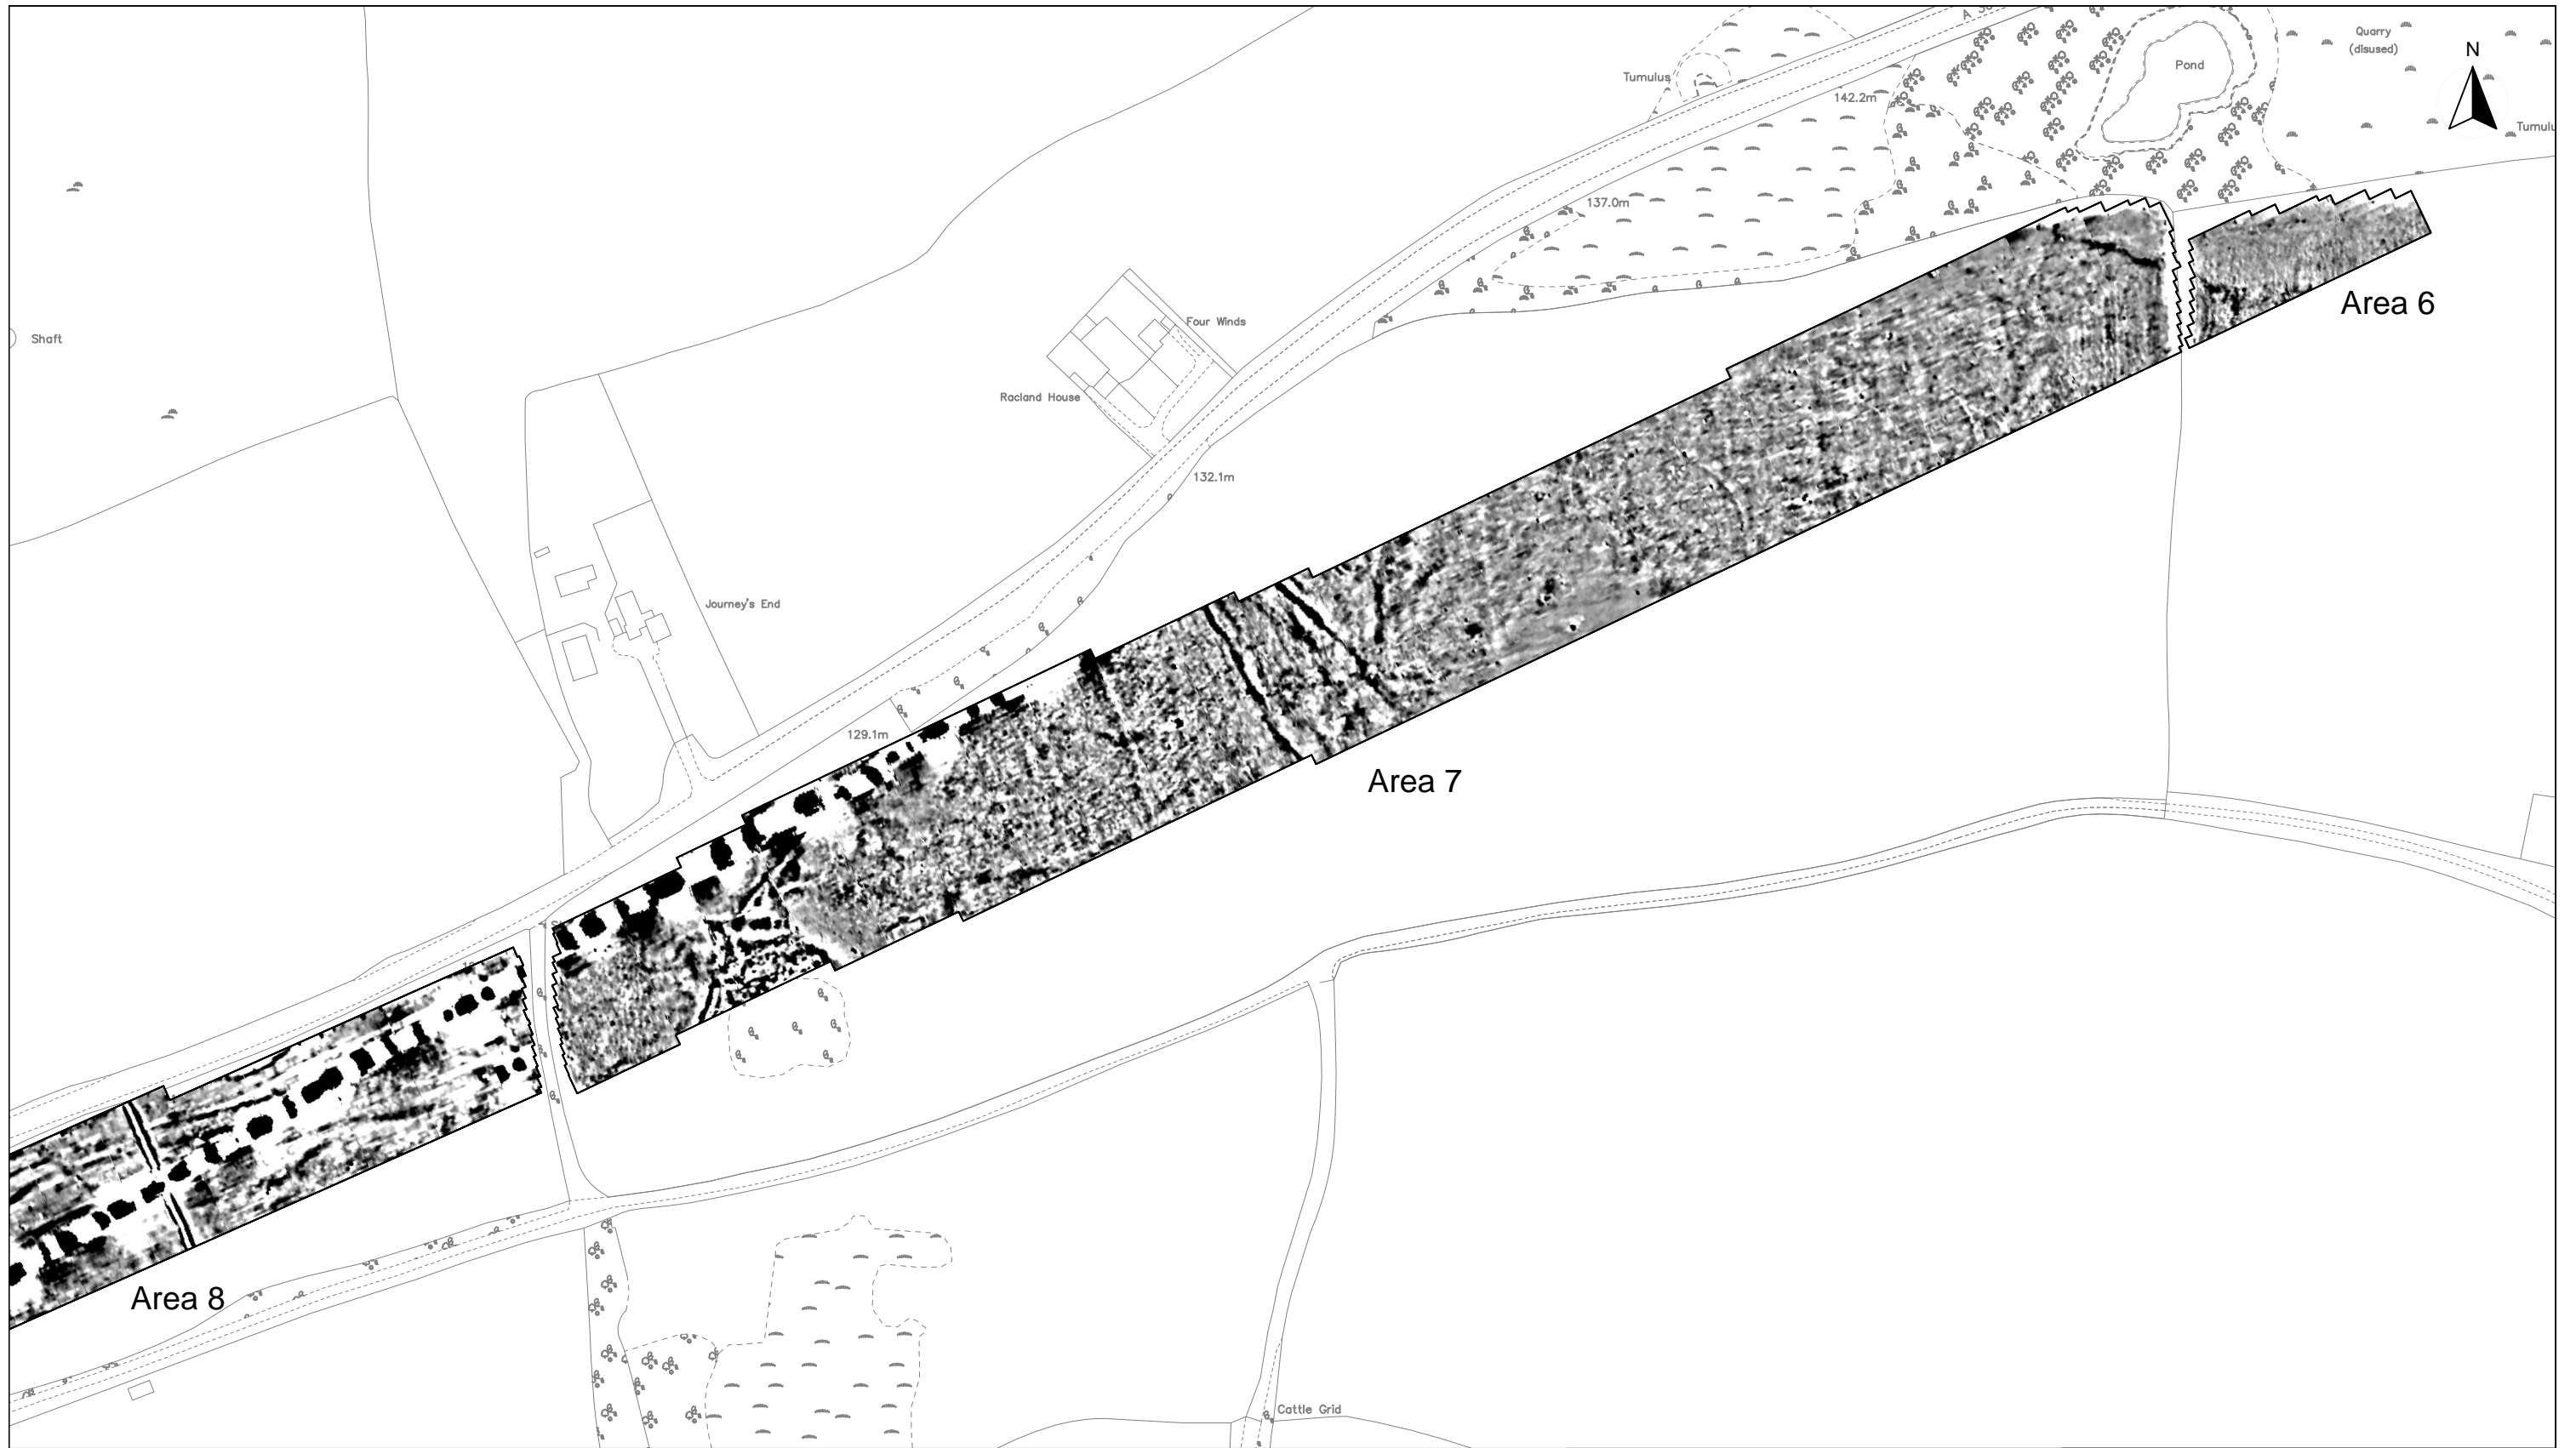 Quarry
(disused)
N
Pond
Tumulus
142.2m
137.0m
Shaft
Four Winds
Racland House
Area 6
132.1m
Journey's End
129.1m
Area 7
Area 8
Cattle Grid